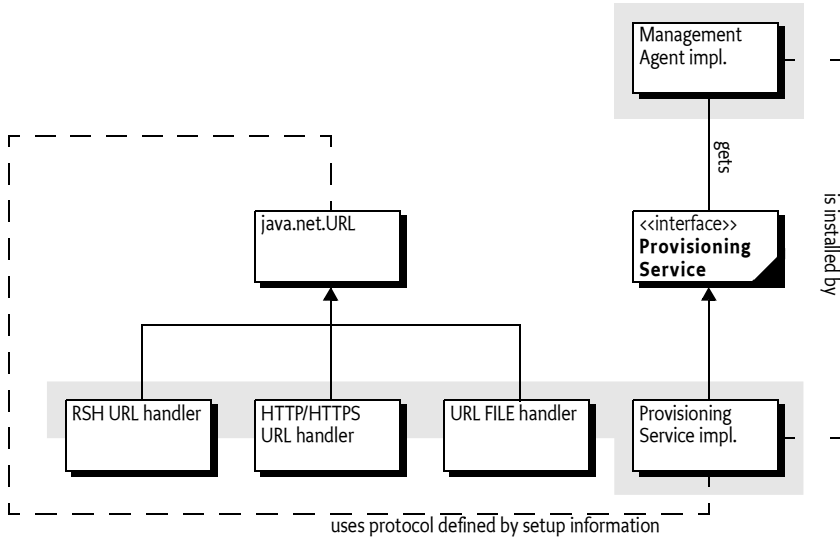 Management
Agent impl.
gets
java.net.URL
<<interface>>
Provisioning
Service
is installed by
RSH URL handler
HTTP/HTTPS
URL handler
URL FILE handler
Provisioning
Service impl.
uses protocol defined by setup information